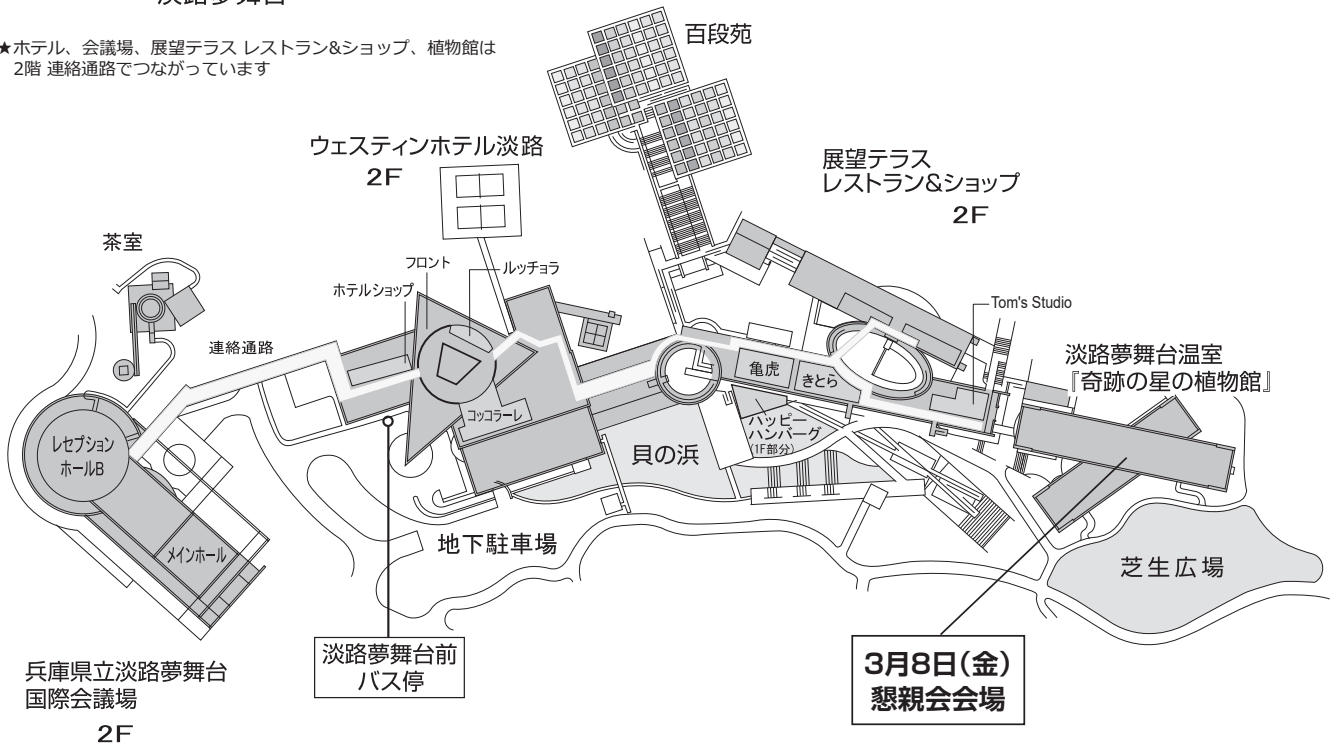 淡路夢舞台
★ホテル、会議場、展望テラス レストラン&ショップ、植物館は
2階 連絡通路でつながっています
百段苑
ウェスティンホテル淡路
2F
展望テラス
レストラン&ショップ
2F
茶室
フロント
ルッチョラ
ホテルショップ
Tom's Studio
連絡通路
淡路夢舞台温室
『奇跡の星の植物館』
亀虎
きとら
コッコラーレ
ハッピー
ハンバーグ
(1F部分)
レセプション
ホールB
貝の浜
メインホール
地下駐車場
芝生広場
淡路夢舞台前
バス停
3月8日(金)
懇親会会場
兵庫県立淡路夢舞台
国際会議場
2F